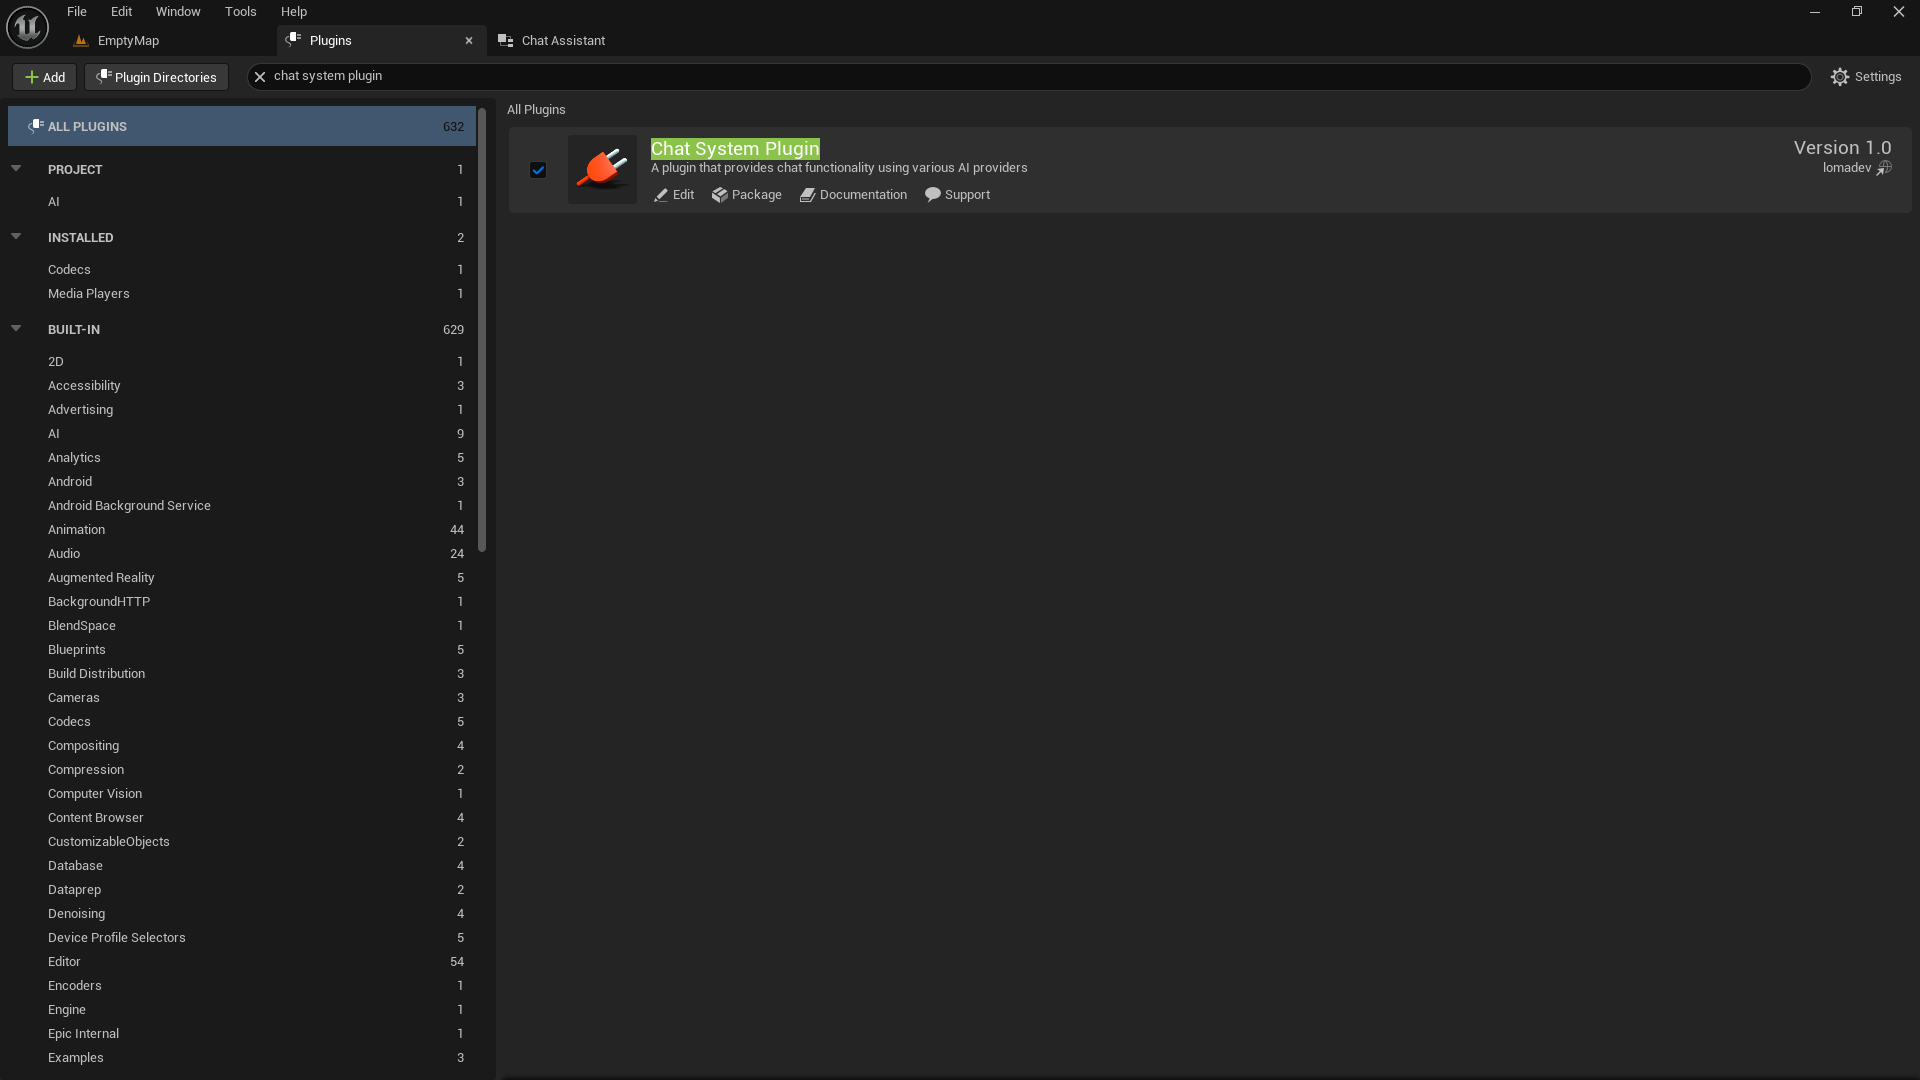 File Edit Window Tools Help
EmptyMap
Plugins
Chat Assistant
Add
Plugin Directories
chat system plugin
Settings
ALL PLUGINS 632
PROJECT 1
AI 1
INSTALLED 2
Codecs 1
Media Players 1
BUILT-IN 629
2D 1
Accessibility 3
Advertising 1
AI 9
Analytics 5
Android 3
Android Background Service 1
Animation 44
Audio 24
Augmented Reality 5
BackgroundHTTP 1
BlendSpace 1
Blueprints 5
Build Distribution 3
Cameras 3
Codecs 5
Compositing 4
Compression 2
Computer Vision 1
Content Browser 4
CustomizableObjects 2
Database 4
Dataprep 2
Denoising 4
Device Profile Selectors 5
Editor 54
Encoders 1
Engine 1
Epic Internal 1
Examples 3
All Plugins
Chat System Plugin
A plugin that provides chat functionality using various AI providers
Edit Package Documentation Support
Version 1.0
lomadev